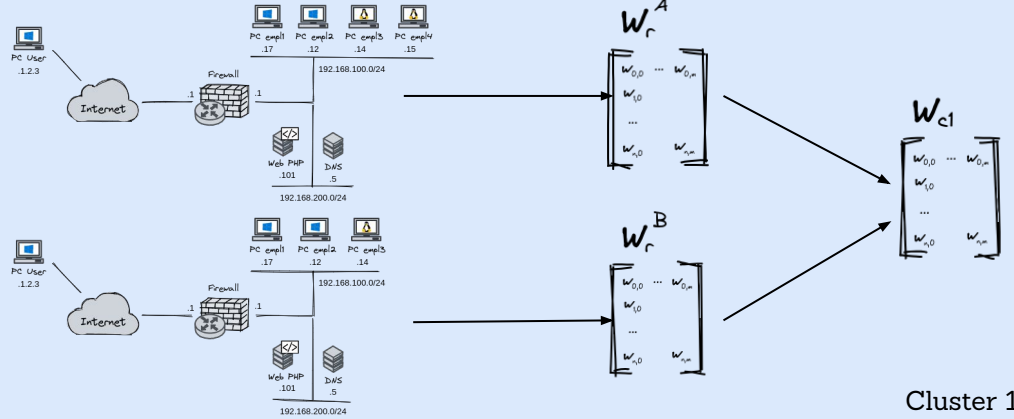 PC User
.1.2.3
Internet
Firewall
.1
.1
PC empl1
.17
PC empl2
.12
PC empl3
.14
PC empl4
.15
192.168.100.0/24
Web PHP
.101
DNS
.5
192.168.200.0/24
W_r^A
w_0,0 ... w_0,m
w_1,0
...
w_n,0 w_n,m
PC User
.1.2.3
Internet
Firewall
.1
.1
PC empl1
.17
PC empl2
.12
PC empl3
.14
192.168.100.0/24
</> Web PHP
.101
DNS
.5
192.168.200.0/24
W_r^B
w_0,0 ... w_0,m
w_1,0
...
w_n,0 w_n,m
W_c1
w_0,0 ... w_0,m
w_1,0
...
w_n,0 w_n,m
Cluster 1